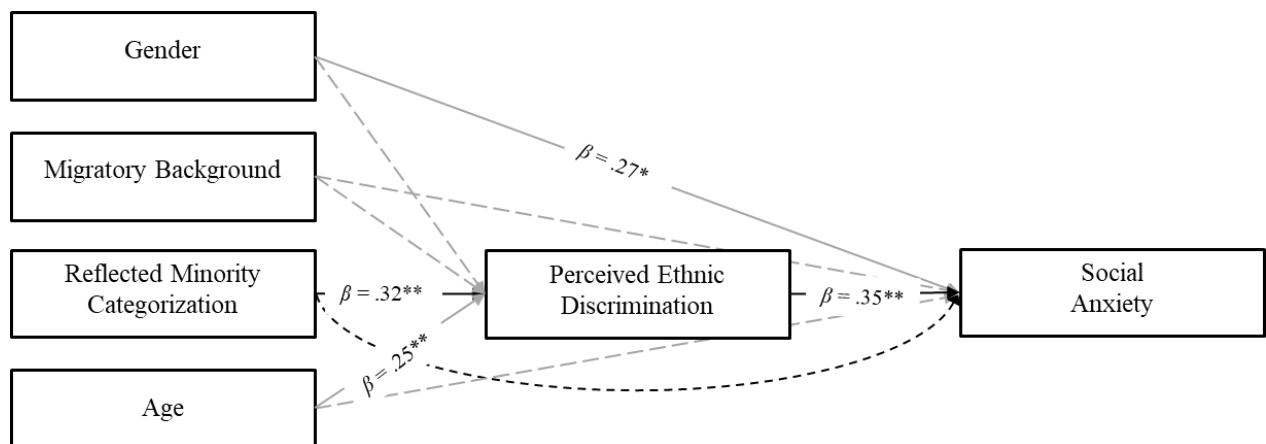 Gender
β = .27*
Migratory Background
Reflected Minority
Categorization
β = .32**
Perceived Ethnic
Discrimination
β = .35**
Social
Anxiety
β = .25**
Age